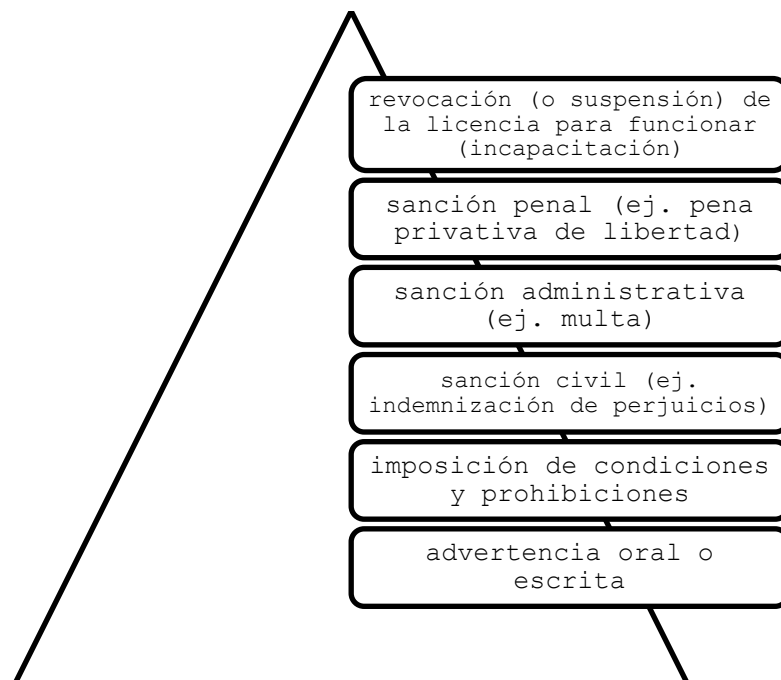 revocación (o suspensión) de
la licencia para funcionar
(incapacitación)
sanción penal (ej. pena
privativa de libertad)
sanción administrativa
(ej. multa)
sanción civil (ej.
indemnización de perjuicios)
imposición de condiciones
y prohibiciones
advertencia oral o
escrita